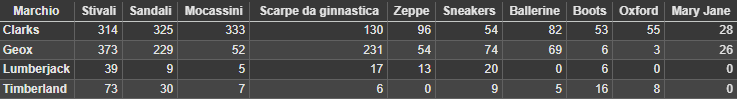 Marchio Stivali Sandali Mocassini Scarpe da ginnastica Zeppe Sneakers Ballerine Boots Oxford Mary Jane
Clarks 314 325 333 130 96 54 82 53 55 28
Geox 373 229 52 231 54 74 69 6 3 26
Lumberjack 39 9 5 17 13 20 0 6 0 0
Timberland 73 30 7 6 0 9 5 16 8 0